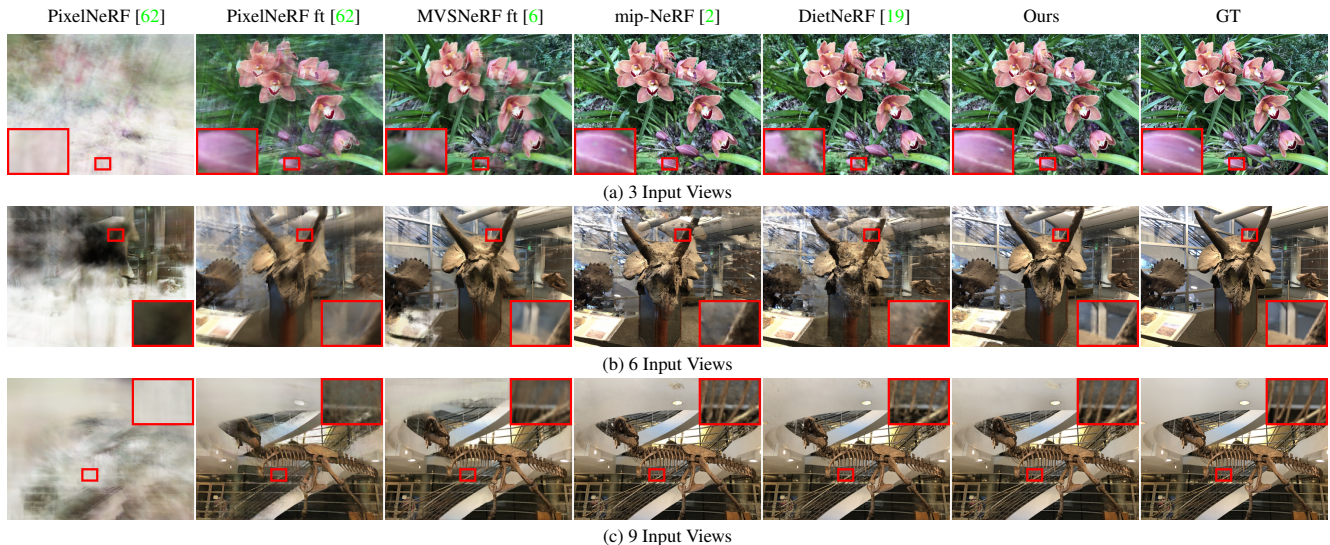 PixelNeRF [62] PixelNeRF ft [62] MVSNeRF ft [6] mip-NeRF [2] DietNeRF [19] Ours GT
(a) 3 Input Views
(b) 6 Input Views
(c) 9 Input Views